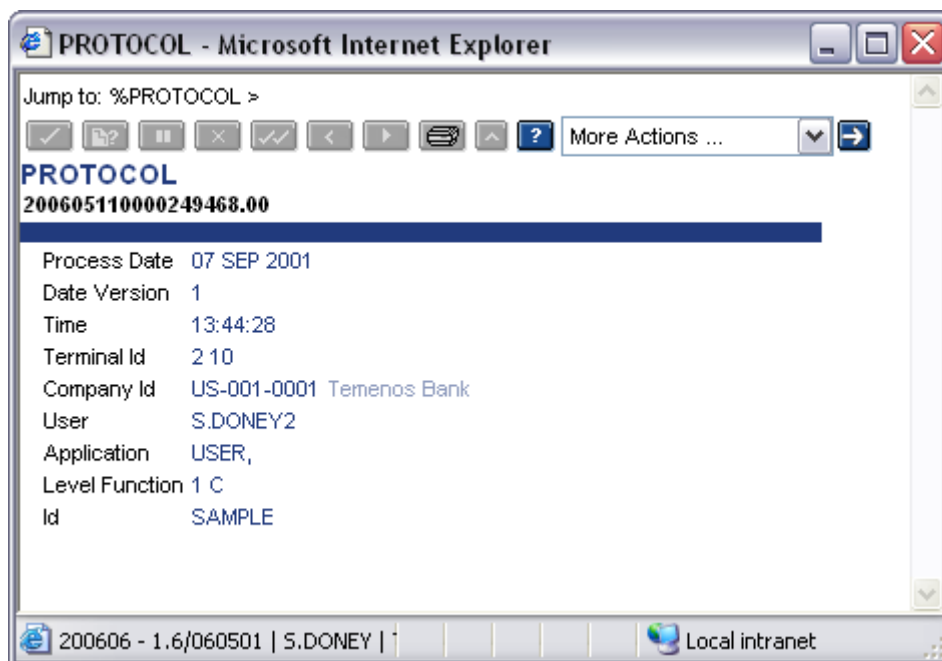 PROTOCOL - Microsoft Internet Explorer
Jump to: %PROTOCOL >
More Actions ...
PROTOCOL
200605110000249468.00
Process Date 07 SEP 2001
Date Version 1
Time 13:44:28
Terminal Id 2 10
Company Id US-001-0001 Temenos Bank
User S.DONEY2
Application USER,
Level Function 1 C
Id SAMPLE
200606 - 1.6/060501 | S.DONEY |
Local intranet